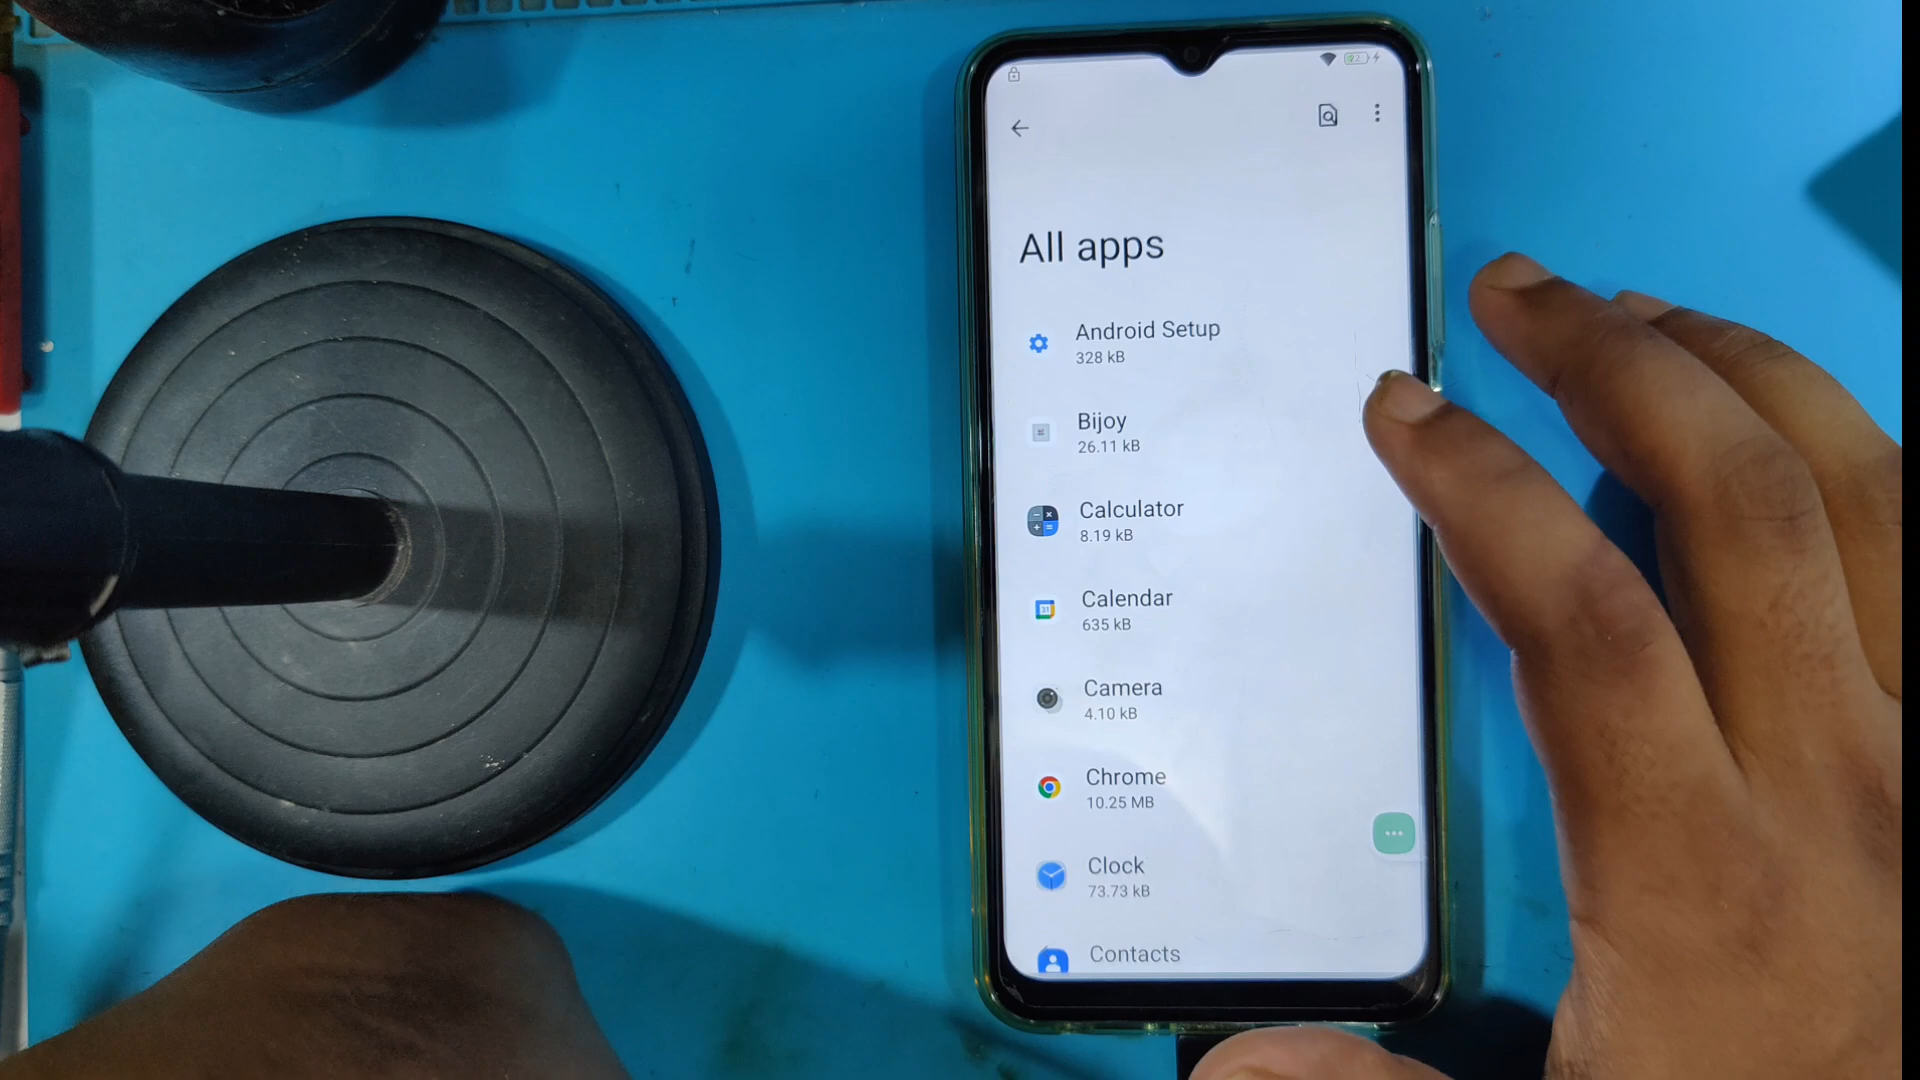 All apps
Android Setup
328 kB
Bijoy
26.11 kB
Calculator
8.19 kB
31
Calendar
635 kB
Camera
4.10 kB
Chrome
10.25 MB
Clock
73.73 kB
Contacts